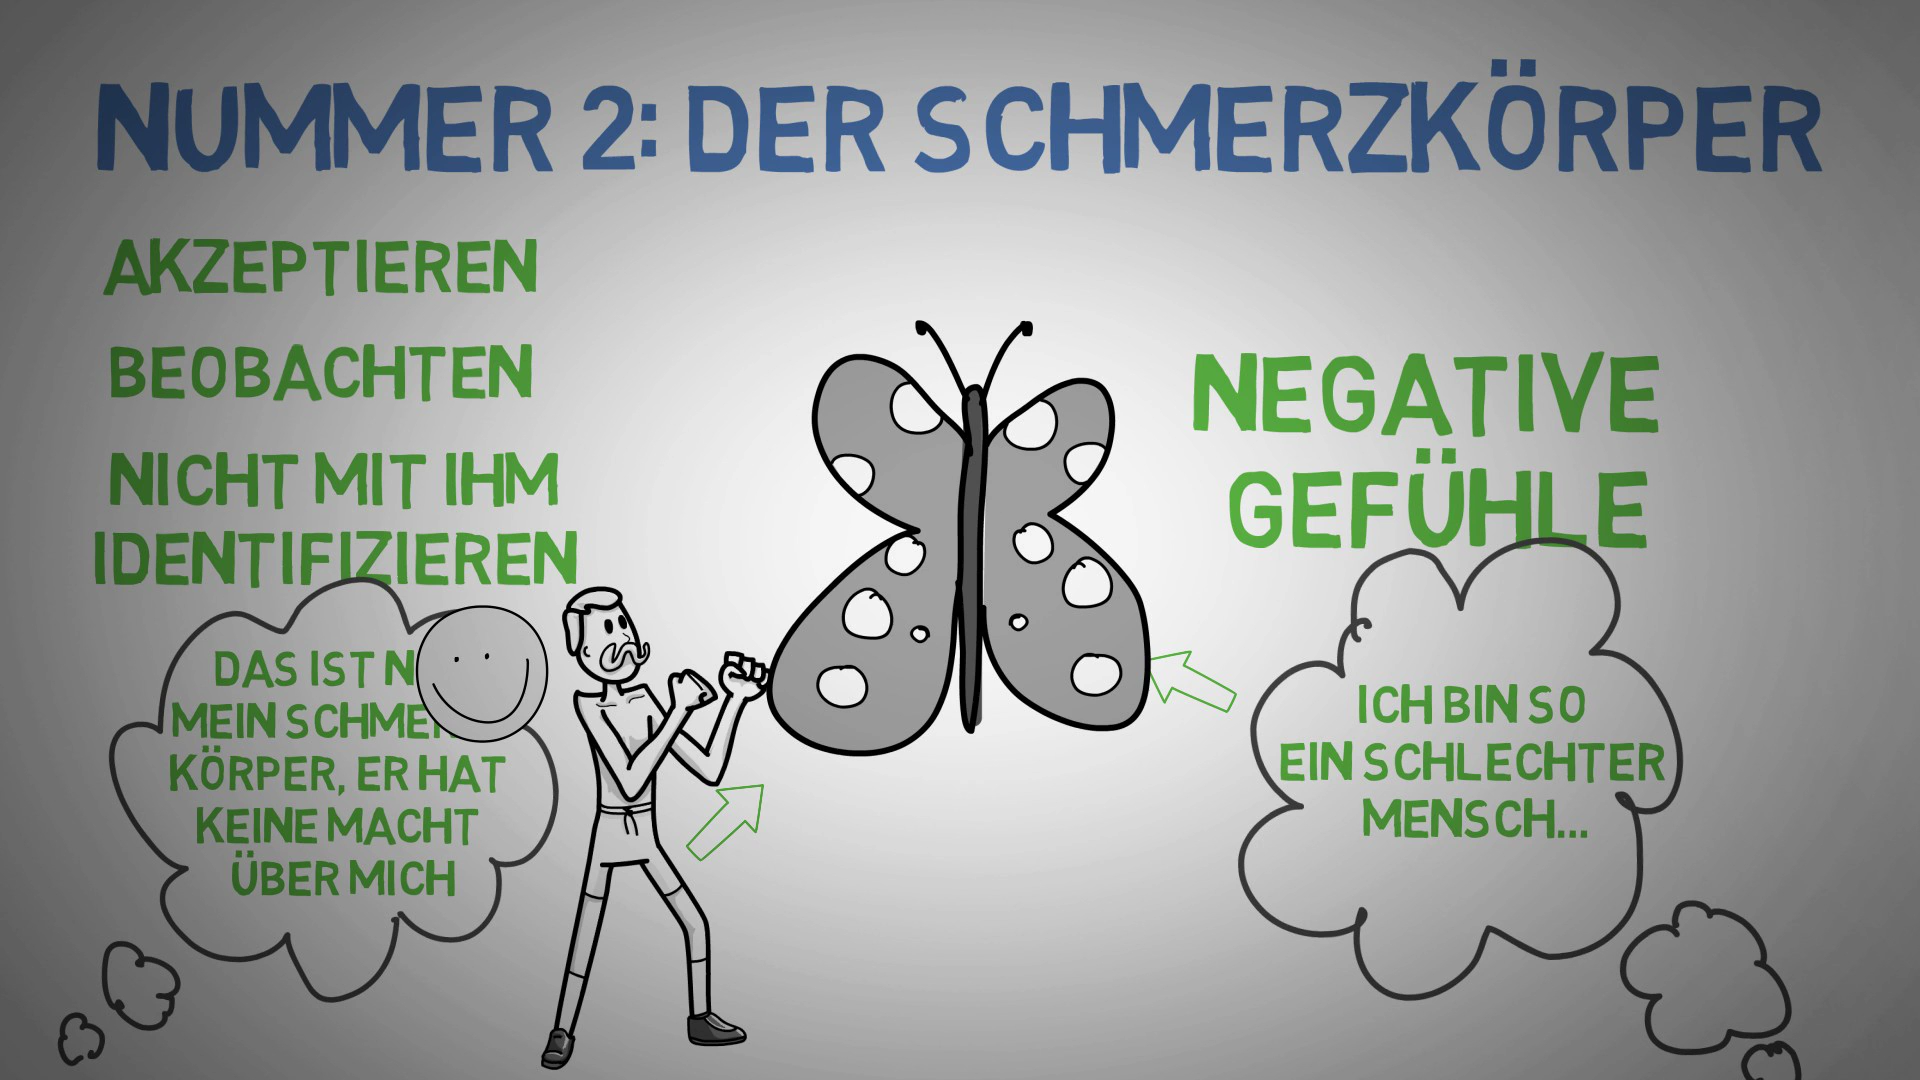 NUMMER 2: DER SCHMERZKÖRPER
AKZEPTIEREN
BEOBACHTEN
NICHT MIT IHM
IDENTIFIZIEREN
NEGATIVE
GEFÜHLE
DAS IST
MEIN
KÖRPER, ER HAT
KEINE MACHT
ÜBER MICH
ICH BIN SO
EIN SCHLECHTER
MENSCH...